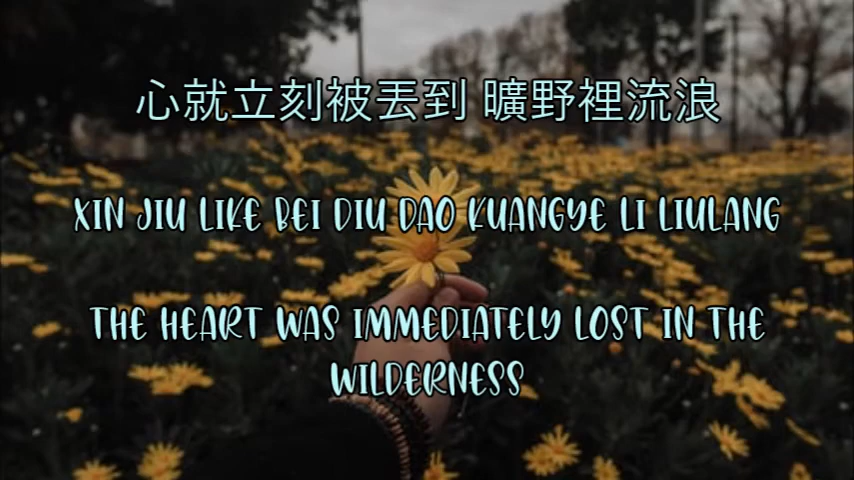 心就立刻被丟到 曠野裡流浪
XIN JIU LIKE BEI DIU DAO KUANGYE LI LIULANG
THE HEART WAS IMMEDIATELY LOST IN THE
WILDERNESS